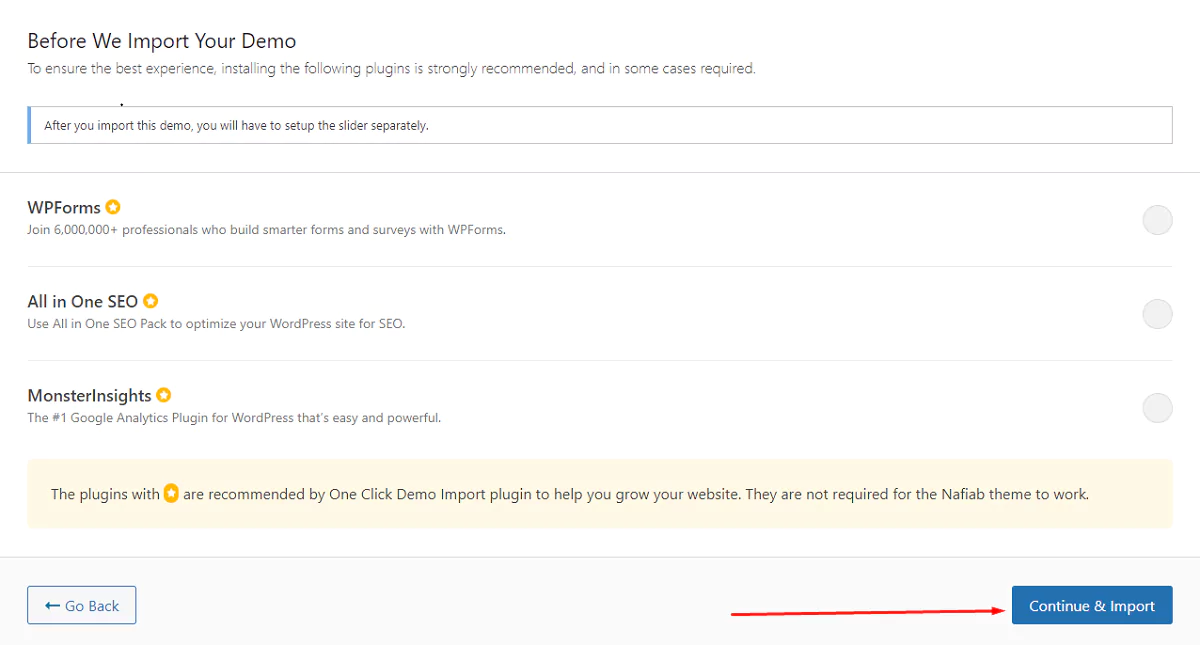 Before We Import Your Demo
To ensure the best experience, installing the following plugins is strongly recommended, and in some cases required.
After you import this demo, you will have to setup the slider separately.
WPForms
Join 6,000,000+ professionals who build smarter forms and surveys with WPForms.
All in One SEO
Use All in One SEO Pack to optimize your WordPress site for SEO.
MonsterInsights
The #1 Google Analytics Plugin for WordPress that's easy and powerful.
The plugins with are recommended by One Click Demo Import plugin to help you grow your website. They are not required for the Nafiab theme to work.
Go Back
Continue & Import